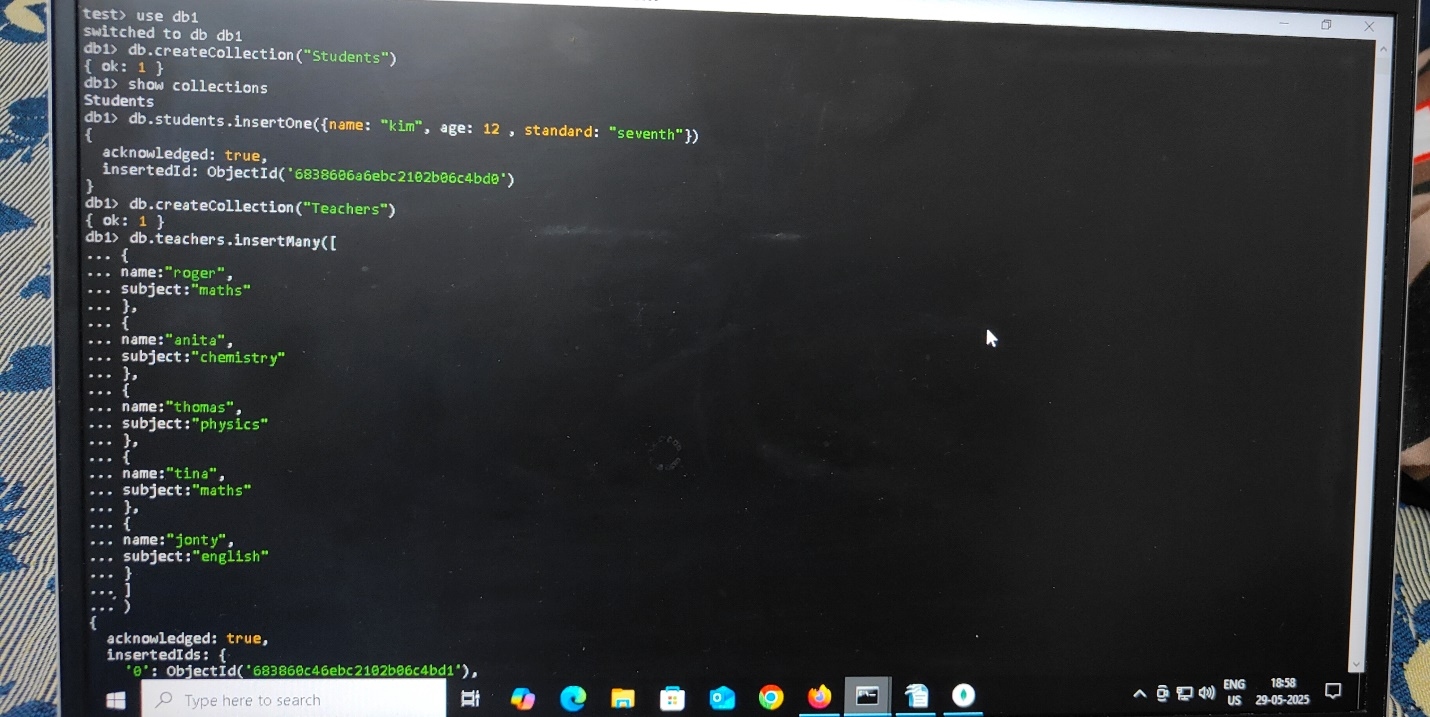 test> use db1
switched to db db1
db1> db.createCollection("Students")
{ ok: 1 }
db1> show collections
Students
db1> db.students.insertOne({name: "kim", age: 12 , standard: "seventh"})
{
  acknowledged: true,
  insertedId: ObjectId('6838606a6ebc2102b06c4bd0')
}
db1> db.createCollection("Teachers")
{ ok: 1 }
db1> db.teachers.insertMany([
... {
... name:"roger",
... subject:"maths"
... },
... {
... name:"anita",
... subject:"chemistry"
... },
... {
... name:"thomas",
... subject:"physics"
... },
... {
... name:"tina",
... subject:"maths"
... },
... {
... name:"jonty",
... subject:"english"
... }
... ]
... )
{
  acknowledged: true,
  insertedIds: {
    '0': ObjectId('683860c46ebc2102b06c4bd1'),
Type here to search
ENG
US
18:58
29-05-2025